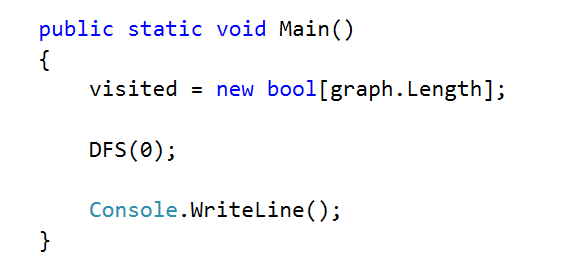 public static void Main()
{
    visited = new bool[graph.Length];
    DFS(0);
    Console.WriteLine();
}